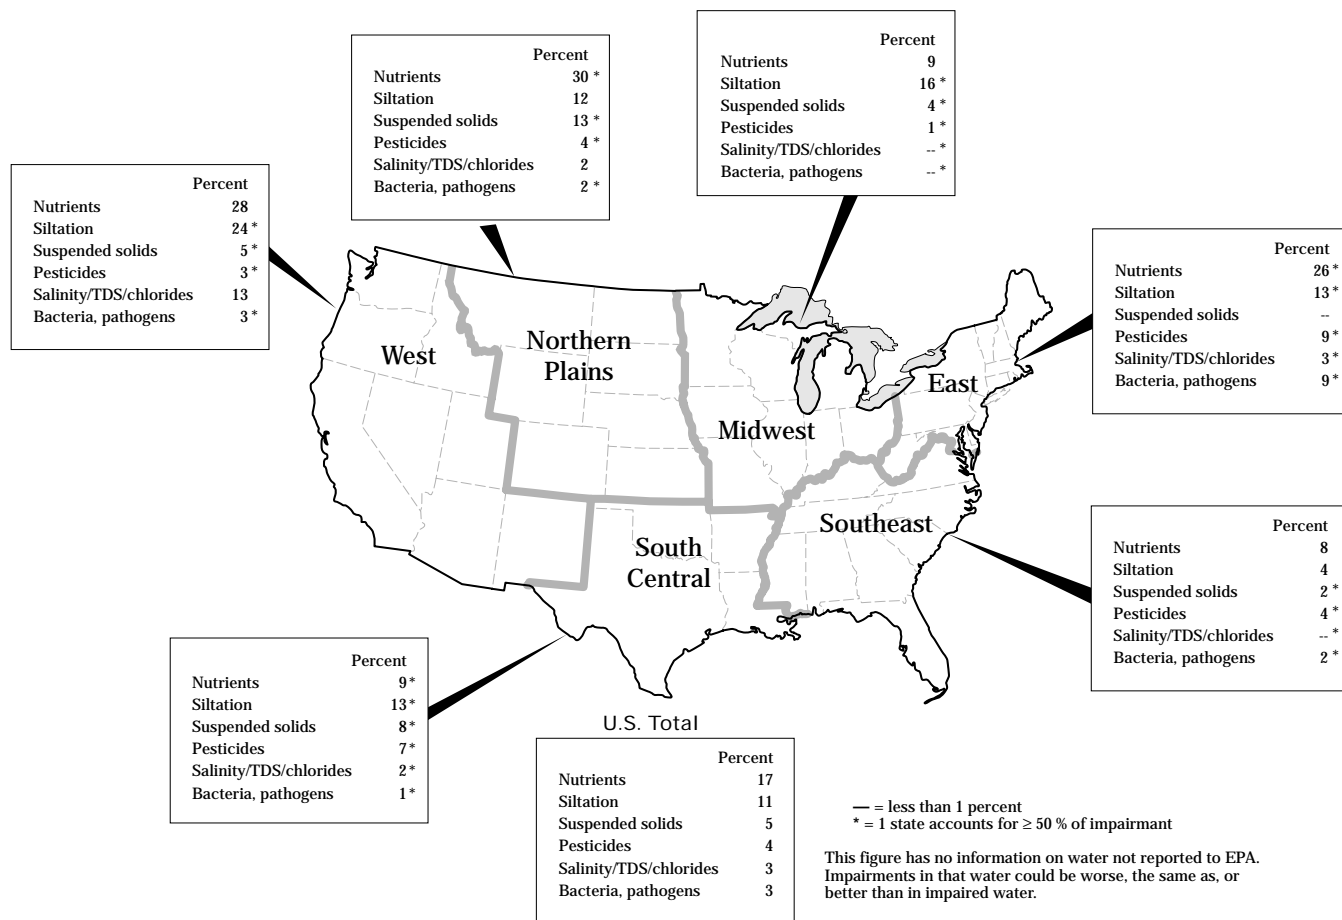 Percent
Nutrients 30 *
Siltation 12
Suspended solids 13 *
Pesticides 4 *
Salinity/TDS/chlorides 2
Bacteria, pathogens 2 *
Percent
Nutrients 9
Siltation 16 *
Suspended solids 4 *
Pesticides 1 *
Salinity/TDS/chlorides -- *
Bacteria, pathogens -- *
Percent
Nutrients 28
Siltation 24 *
Suspended solids 5 *
Pesticides 3 *
Salinity/TDS/chlorides 13
Bacteria, pathogens 3 *
Percent
Nutrients 26 *
Siltation 13 *
Suspended solids --
Pesticides 9 *
Salinity/TDS/chlorides 3 *
Bacteria, pathogens 9 *
West
Northern
Plains
Midwest
East
Southeast
South
Central
Percent
Nutrients 8
Siltation 4
Suspended solids 2 *
Pesticides 4 *
Salinity/TDS/chlorides -- *
Bacteria, pathogens 2 *
Percent
Nutrients 9 *
Siltation 13 *
Suspended solids 8 *
Pesticides 7 *
Salinity/TDS/chlorides 2 *
Bacteria, pathogens 1 *
U.S. Total
Percent
Nutrients 17
Siltation 11
Suspended solids 5
Pesticides 4
Salinity/TDS/chlorides 3
Bacteria, pathogens 3
— = less than 1 percent
* = 1 state accounts for ≥ 50 % of impairmant
This figure has no information on water not reported to EPA.
Impairments in that water could be worse, the same as, or
better than in impaired water.